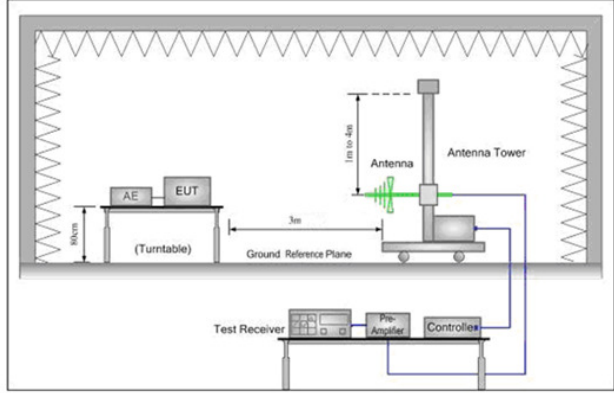 1m to 4m
Antenna
Antenna Tower
AE
EUT
80cm
(Turntable)
3m
Ground Reference Plane
Test Receiver
Pre-
Amplifier
Controller